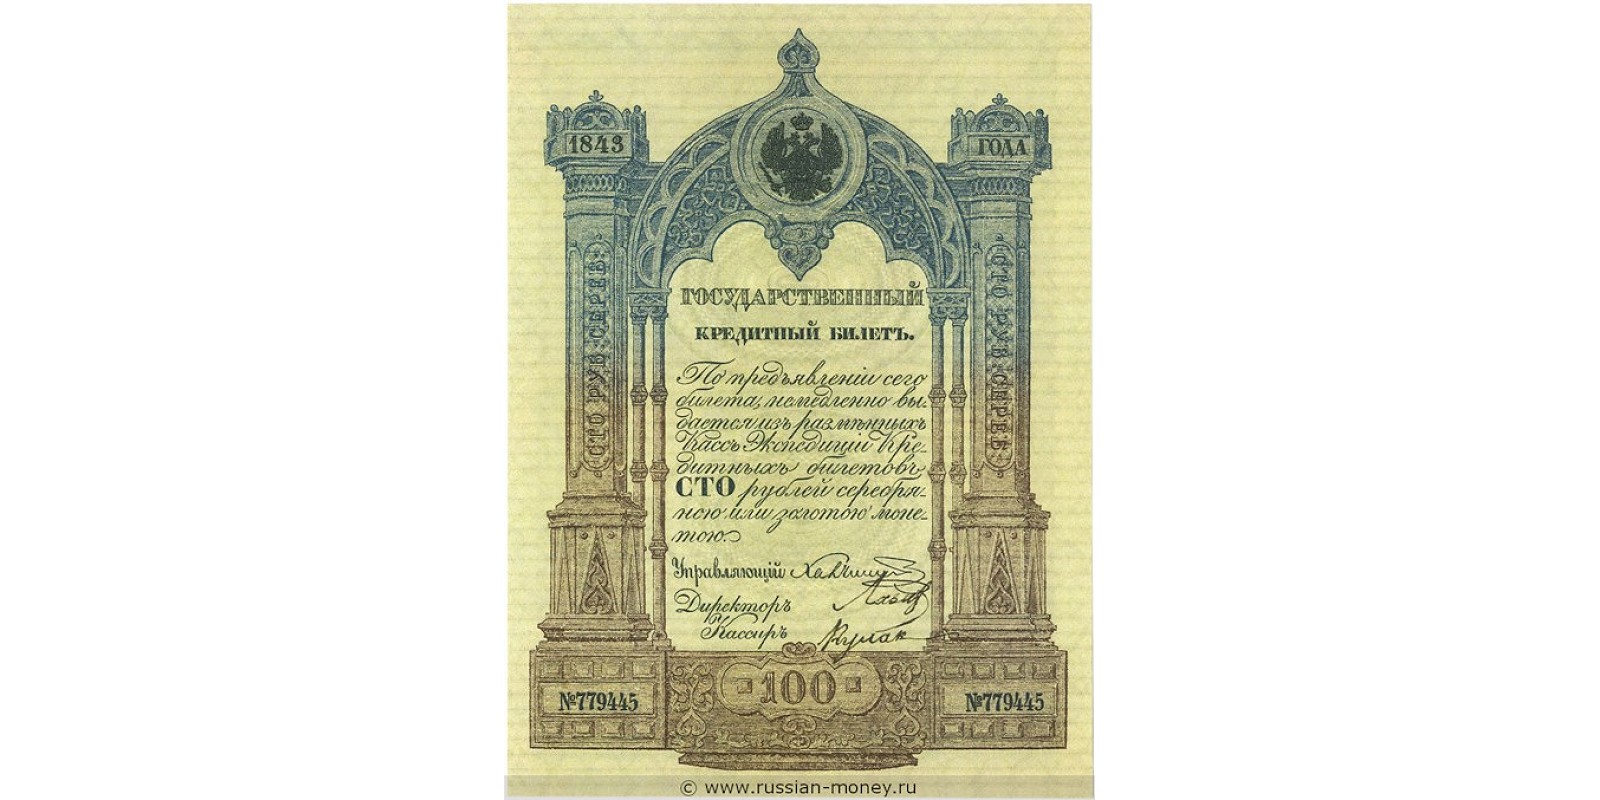 1843 ГОДА
СТО РУБ: СЕРЕБ:
СТО РУБ: СЕРЕБ:
ГОСУДАРСТВЕННЫЙ
КРЕДИТНЫЙ БИЛЕТЪ.
По предъявленіи сего
билета, немедленно вы-
дается изъ размѣнныхъ
Кассъ Экспедиціи Кре-
дитныхъ билетовъ
СТО рублей серебря-
ною или золотою моне-
тою.
Управляющій
Директоръ
Кассиръ
100
№779445 №779445
© www.russian-money.ru